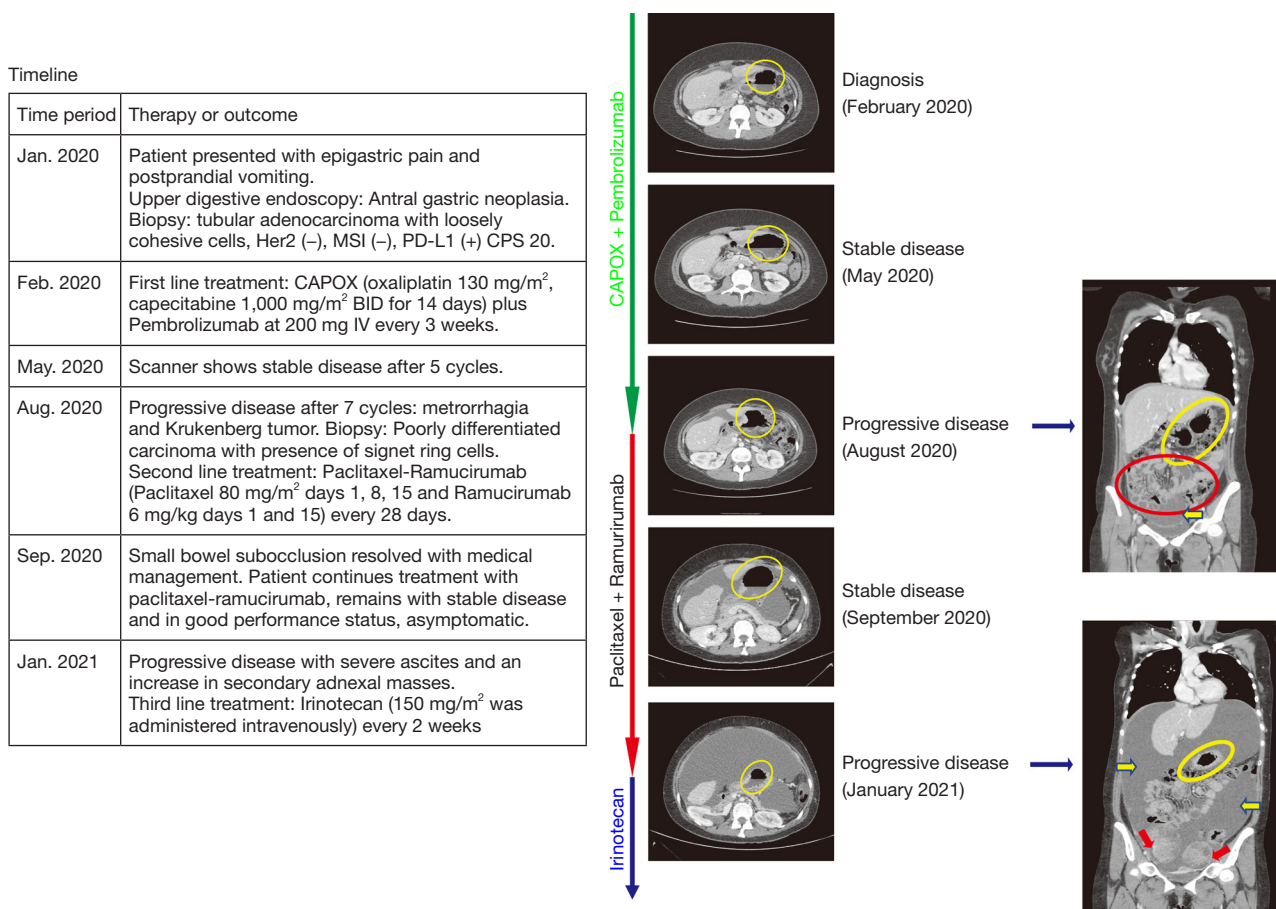 Timeline
Time period Therapy or outcome
Jan. 2020 Patient presented with epigastric pain and
postprandial vomiting.
Upper digestive endoscopy: Antral gastric neoplasia.
Biopsy: tubular adenocarcinoma with loosely
cohesive cells, Her2 (–), MSI (–), PD-L1 (+) CPS 20.
Feb. 2020 First line treatment: CAPOX (oxaliplatin 130 mg/m²,
capecitabine 1,000 mg/m² BID for 14 days) plus
Pembrolizumab at 200 mg IV every 3 weeks.
May. 2020 Scanner shows stable disease after 5 cycles.
Aug. 2020 Progressive disease after 7 cycles: metrorrhagia
and Krukenberg tumor. Biopsy: Poorly differentiated
carcinoma with presence of signet ring cells.
Second line treatment: Paclitaxel-Ramucirumab
(Paclitaxel 80 mg/m² days 1, 8, 15 and Ramucirumab
6 mg/kg days 1 and 15) every 28 days.
Sep. 2020 Small bowel subocclusion resolved with medical
management. Patient continues treatment with
paclitaxel-ramucirumab, remains with stable disease
and in good performance status, asymptomatic.
Jan. 2021 Progressive disease with severe ascites and an
increase in secondary adnexal masses.
Third line treatment: Irinotecan (150 mg/m² was
administered intravenously) every 2 weeks
CAPOX + Pembrolizumab
Paclitaxel + Ramurirumab
Irinotecan
Diagnosis
(February 2020)
Stable disease
(May 2020)
Progressive disease
(August 2020)
Stable disease
(September 2020)
Progressive disease
(January 2021)